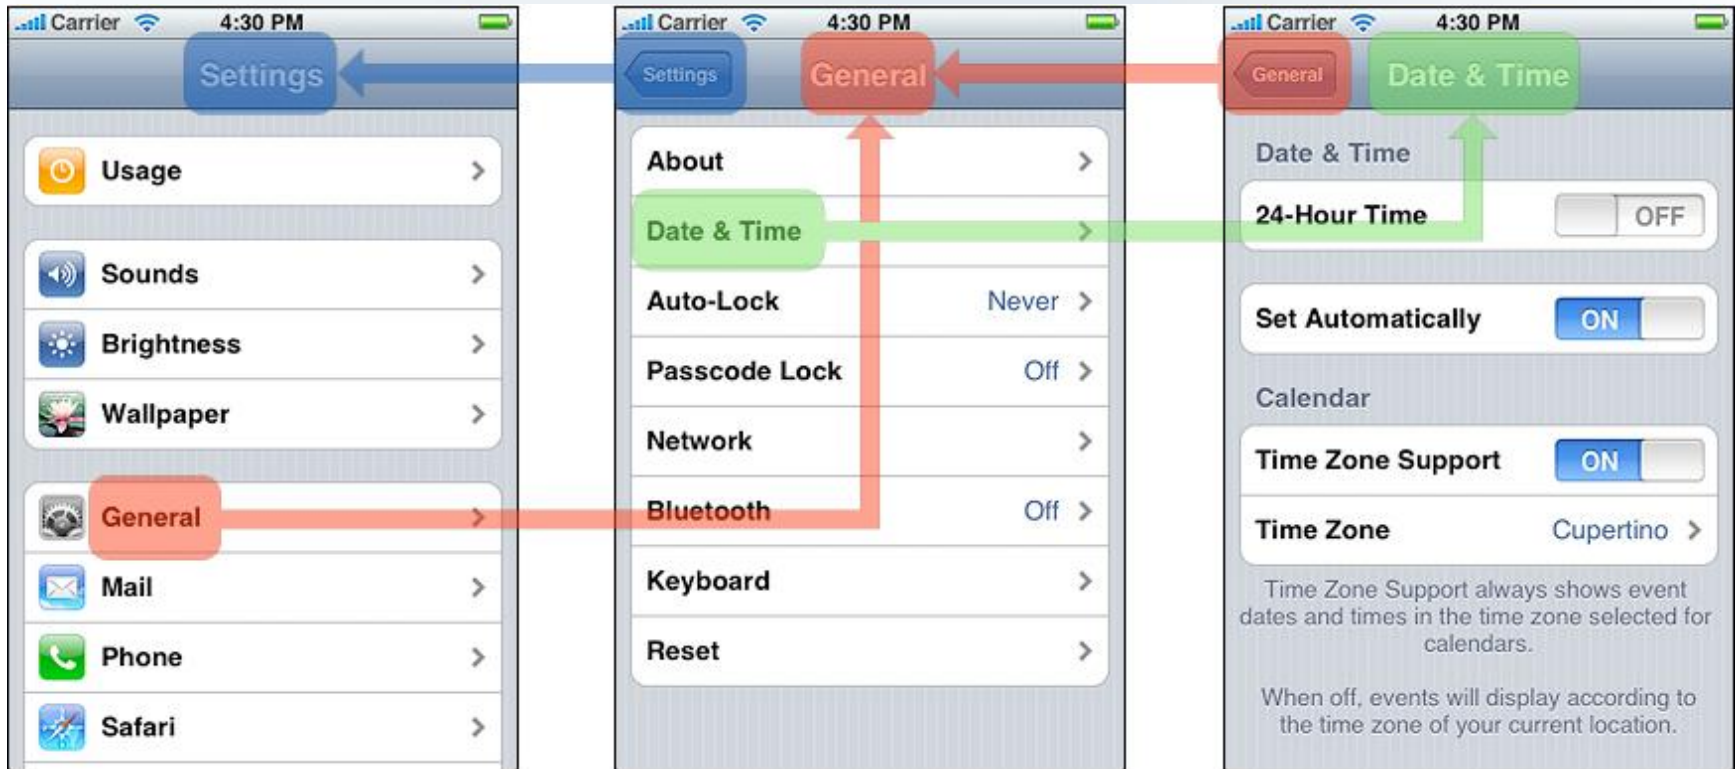 Carrier 4:30 PM
Settings
Usage
Sounds
Brightness
Wallpaper
General
Mail
Phone
Safari
Carrier 4:30 PM
Settings General
About
Date & Time
Auto-Lock Never
Passcode Lock Off
Network
Bluetooth Off
Keyboard
Reset
Carrier 4:30 PM
General Date & Time
Date & Time
24-Hour Time OFF
Set Automatically ON
Calendar
Time Zone Support ON
Time Zone Cupertino
Time Zone Support always shows event
dates and times in the time zone selected for
calendars.
When off, events will display according to
the time zone of your current location.